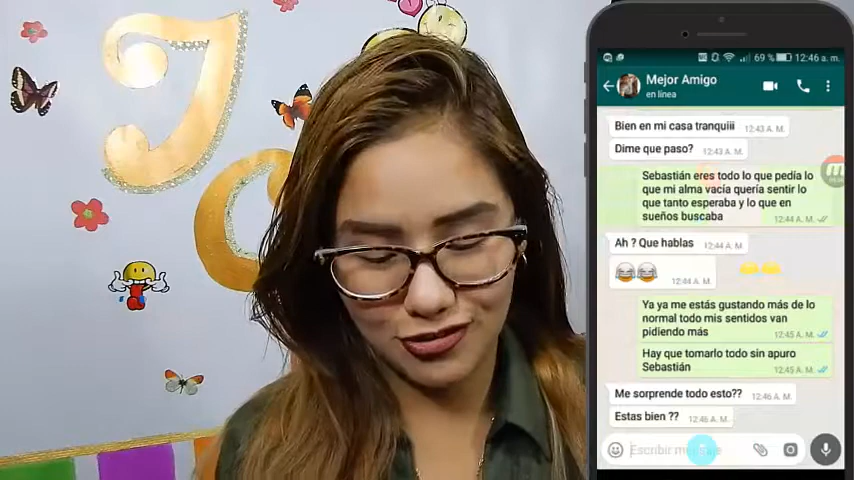 J
C
69 % 12:46 a.m.
Mejor Amigo
en línea
Bien en mi casa tranquiii 12:43 A. M.
Dime que paso? 12:43 A. M.
Sebastián eres todo lo que pedía lo
que mi alma vacía quería sentir lo
que tanto esperaba y lo que en
sueños buscaba
12:44 A. M.
Ah ? Que hablas 12:44 A. M.
12:44 A. M.
Ya ya me estás gustando más de lo
normal todo mis sentidos van
pidiendo más
12:45 A. M.
Hay que tomarlo todo sin apuro
Sebastián
12:45 A. M.
Me sorprende todo esto?? 12:46 A. M.
Estas bien ?? 12:46 A. M.
Escribir mensaje